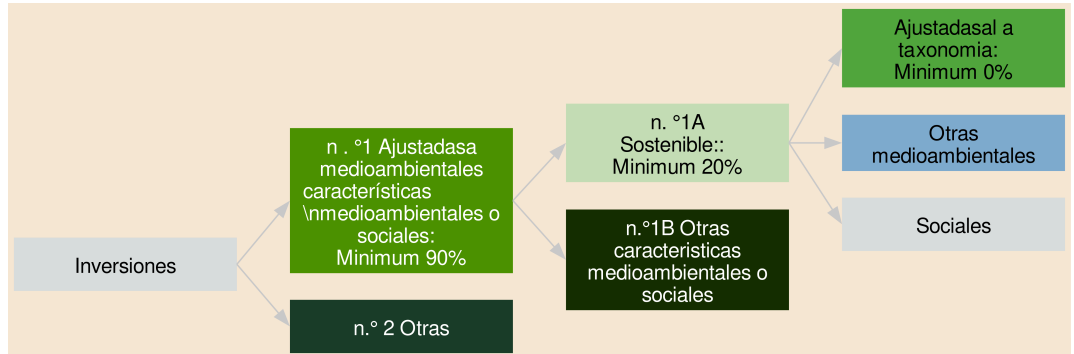 Inversiones
n . °1 Ajustadasa
medioambientales
características
\nmedioambientales o
sociales:
Minimum 90%
n.° 2 Otras
n. °1A
Sostenible::
Minimum 20%
n.°1B Otras
caracteristicas
medioambientales o
sociales
Ajustadasal a
taxonomia:
Minimum 0%
Otras
medioambientales
Sociales